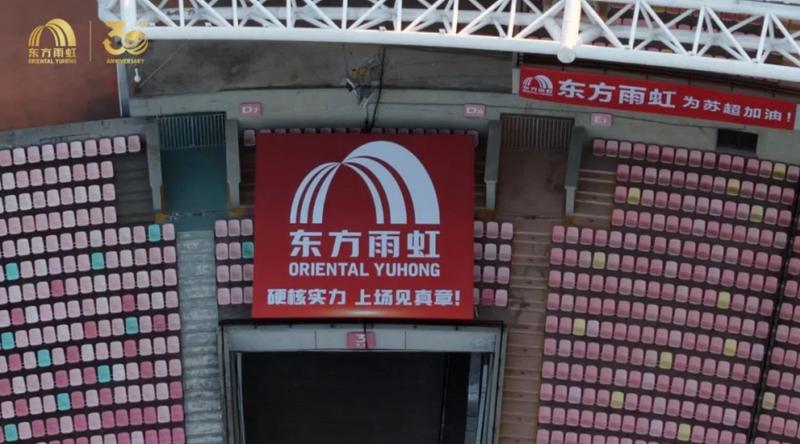 东方雨虹
ORIENTAL YUHONG
30
ANNIVERSARY
东方雨虹 为苏超加油!
D7
D8
E1
东方雨虹
ORIENTAL YUHONG
硬核实力 上场见真章!
3